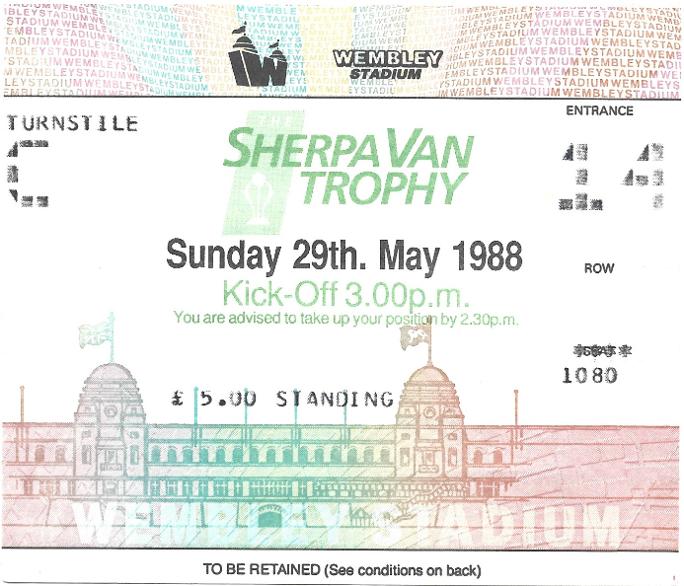 WEMBLEY
STADIUM
TURNSTILE
C
ENTRANCE
14
THE
SHERPA VAN
TROPHY
Sunday 29th. May 1988
ROW
Kick-Off 3.00p.m.
You are advised to take up your position by 2.30p.m.
1080
£ 5.00 STANDING
WEMBLEY STADIUM
TO BE RETAINED (See conditions on back)